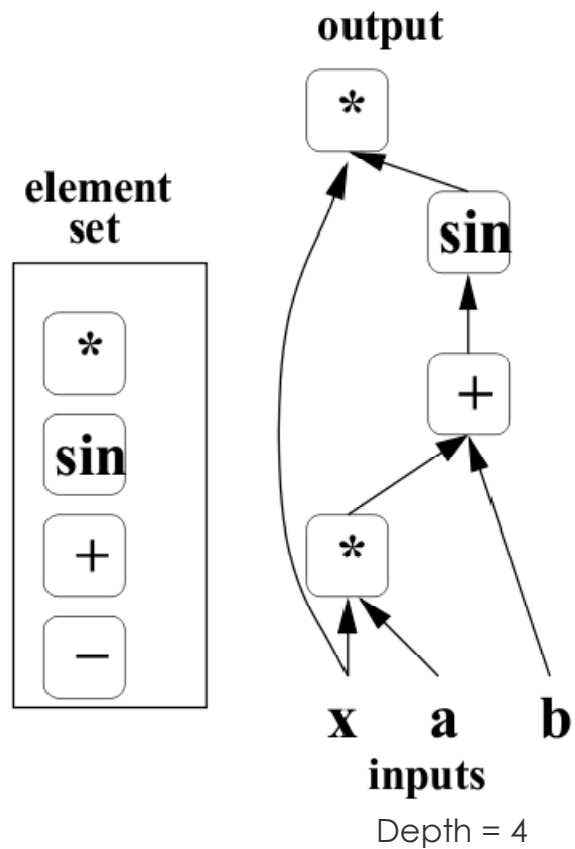 output
*
element
set
sin
*
sin
+
+
*
−
x a b
inputs
Depth = 4